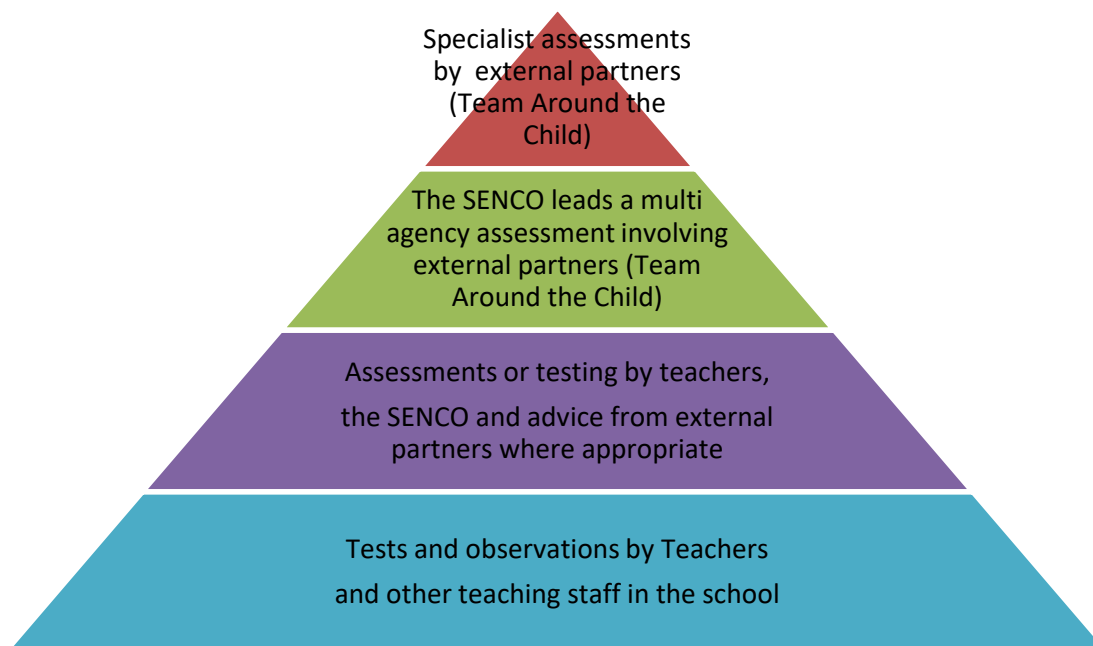 Specialist assessments
by external partners
(Team Around the
Child)
The SENCO leads a multi
agency assessment involving
external partners (Team
Around the Child)
Assessments or testing by teachers,
the SENCO and advice from external
partners where appropriate
Tests and observations by Teachers
and other teaching staff in the school